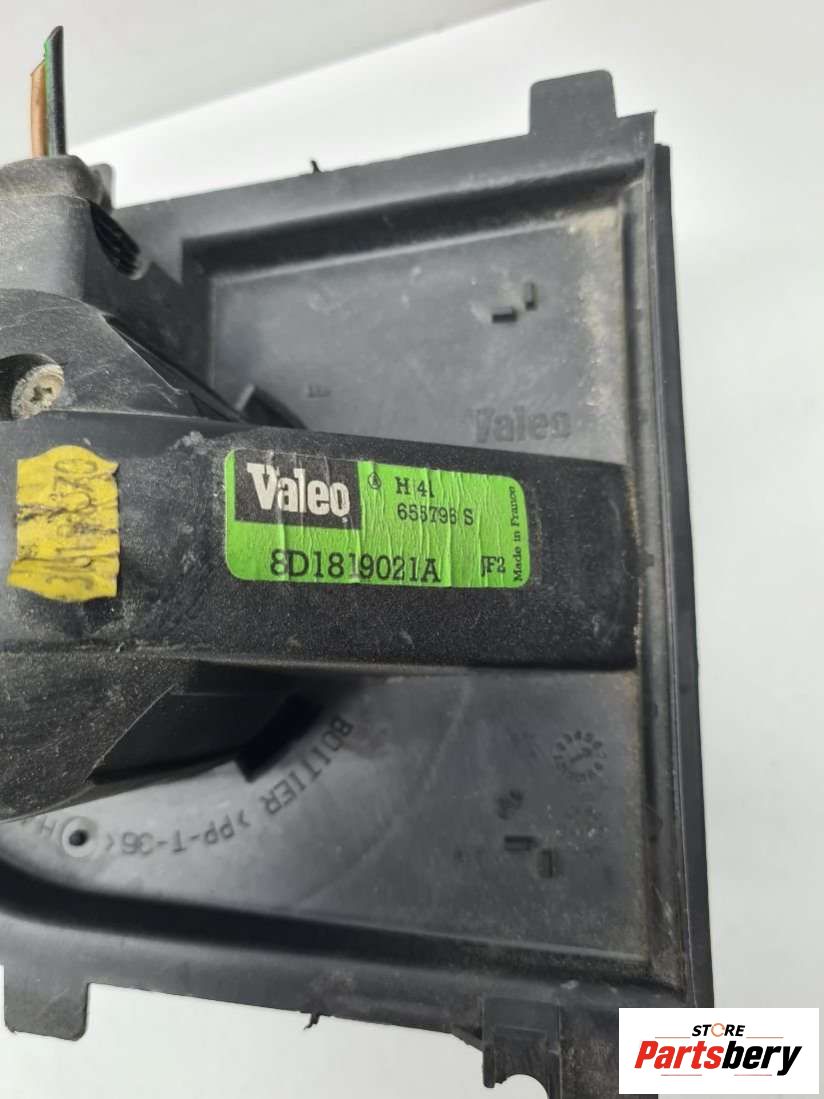 Valeo
Valeo
H 41
655796 S
8D1819021A
F2
Made in France
BOITIER >PP-T-36<
STORE
Partsbery